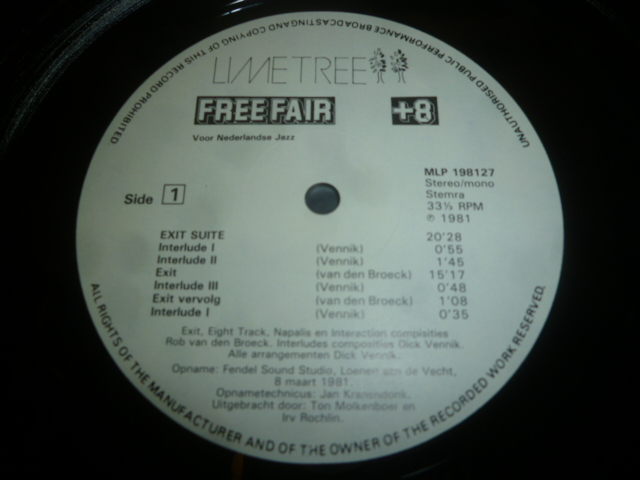 UNAUTHORISED PUBLIC PERFORMANCE BROADCASTING AND COPYING OF THIS RECORD PROHIBITED
LIMETREE
FREE FAIR +8
Voor Nederlandse Jazz
MLP 198127
Stereo/mono
Side 1
Stemra
33⅓ RPM
℗ 1981
EXIT SUITE 20'28
Interlude I (Vennik) 0'55
Interlude II (Vennik) 1'45
Exit (van den Broeck) 15'17
Interlude III (Vennik) 0'48
Exit vervolg (van den Broeck) 1'08
Interlude I (Vennik) 0'35
Exit, Eight Track, Napalis en Interaction compisities
Rob van den Broeck. Interludes composities Dick Vennik.
Alle arrangementen Dick Vennik.
Opname: Fendel Sound Studio, Loenen aan de Vecht,
8 maart 1981.
Opnametechnicus: Jan
Uitgebracht door: Ton Molkenboer en
Irv Rochlin.
ALL RIGHTS OF THE MANUFACTURER AND OF THE OWNER OF THE RECORDED WORK RESERVED.